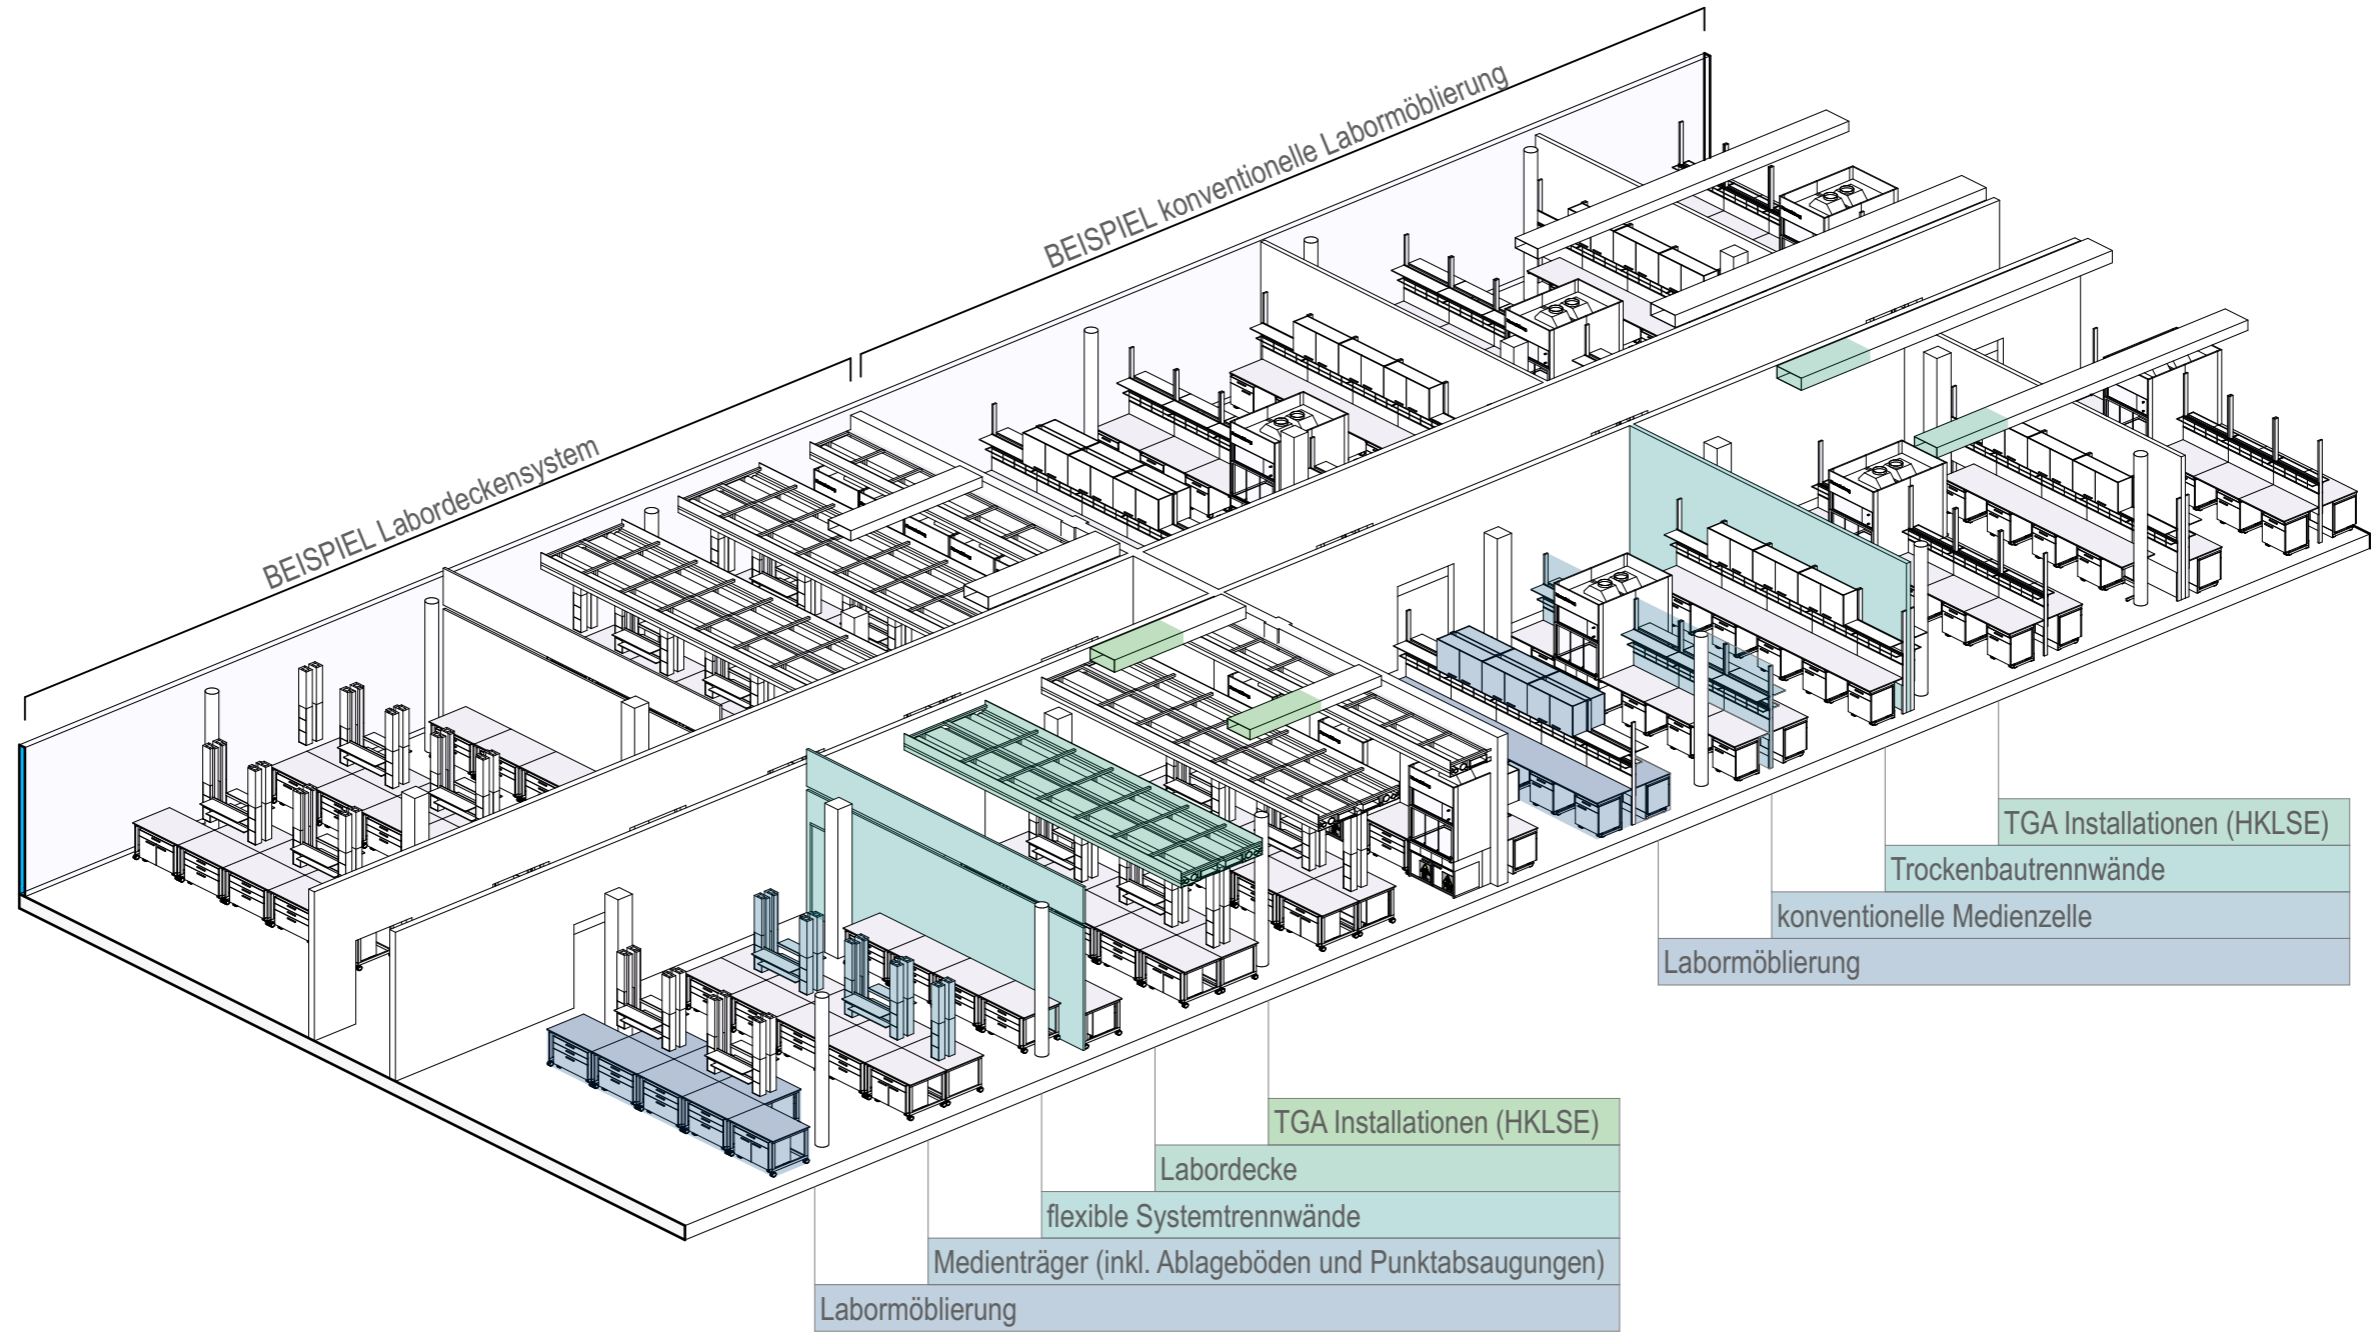 BEISPIEL konventionelle Labormöblierung
BEISPIEL Labordeckensystem
TGA Installationen (HKLSE)
Trockenbautrennwände
konventionelle Medienzelle
Labormöblierung
TGA Installationen (HKLSE)
Labordecke
flexible Systemtrennwände
Medienträger (inkl. Ablageböden und Punktabsaugungen)
Labormöblierung